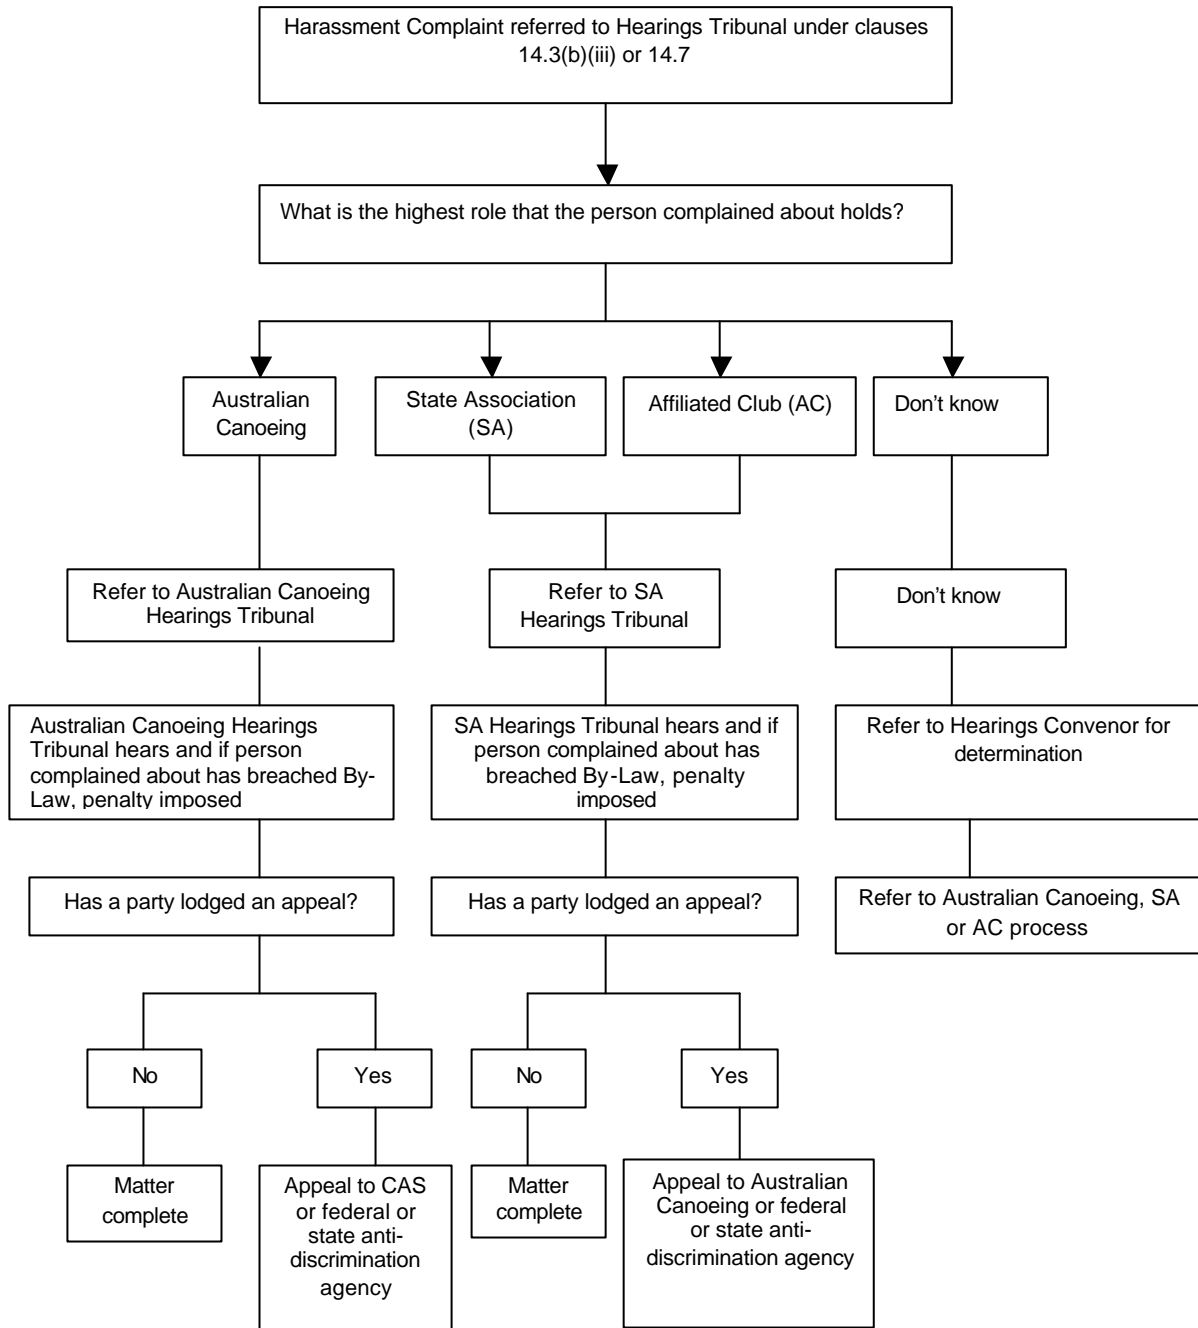 Harassment Complaint referred to Hearings Tribunal under clauses
14.3(b)(iii) or 14.7
What is the highest role that the person complained about holds?
Australian
Canoeing
State Association
(SA)
Affiliated Club (AC)
Don't know
Refer to Australian Canoeing
Hearings Tribunal
Refer to SA
Hearings Tribunal
Don't know
Australian Canoeing Hearings
Tribunal hears and if person
complained about has breached By-
Law, penalty imposed
SA Hearings Tribunal hears and if
person complained about has
breached By-Law, penalty
imposed
Refer to Hearings Convenor for
determination
Has a party lodged an appeal?
Has a party lodged an appeal?
Refer to Australian Canoeing, SA
or AC process
No
Yes
No
Yes
Matter
complete
Appeal to CAS
or federal or
state anti-
discrimination
agency
Matter
complete
Appeal to Australian
Canoeing or federal
or state anti-
discrimination agency